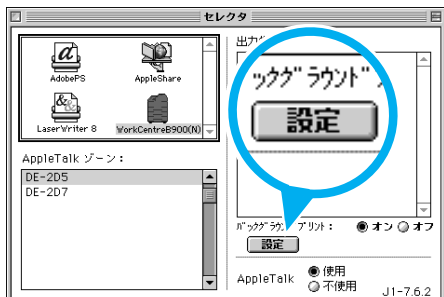 セレクタ
AdobePS
AppleShare
LaserWriter 8
WorkCentreB900(N)
AppleTalk ゾーン：
DE-2D5
DE-2D7
ックグラウンド
設定
バックグラウンドプリント：
オン
オフ
設定
AppleTalk
使用
不使用
J1-7.6.2